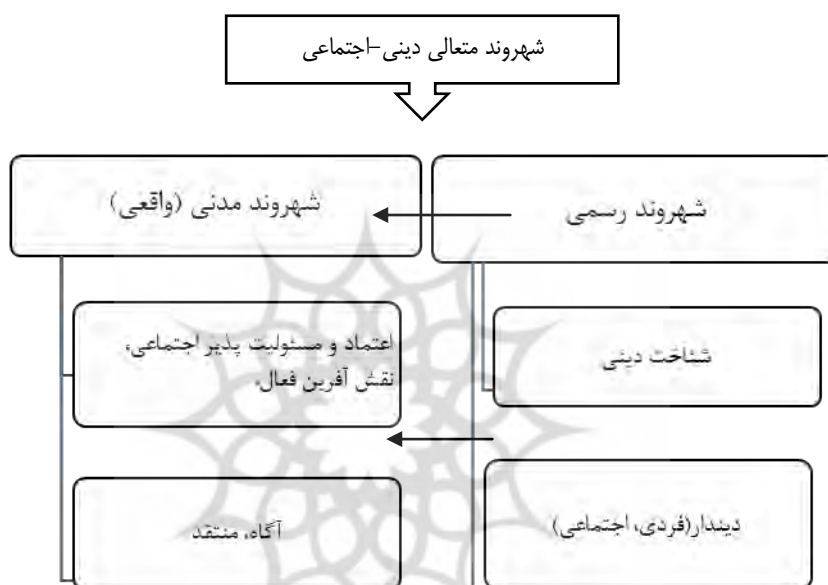 شهروند متعالی دینی-اجتماعی
شهروند رسمی
شهروند مدنی (واقعی)
شناخت دینی
اعتماد و مسئولیت پذیر اجتماعی،
نقش آفرین فعال،
دیندار(فردی، اجتماعی)
آگاه، منتقد